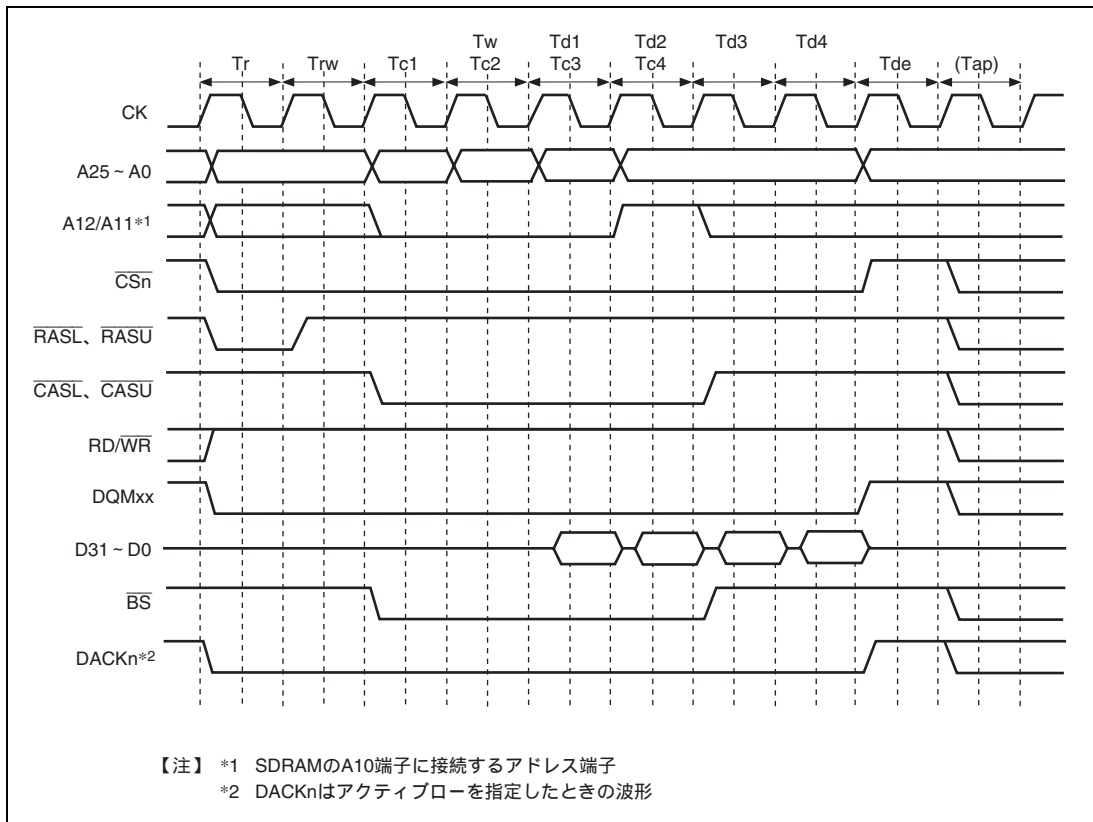 Tw Td1 Td2 Td3 Td4
Tr Trw Tc1 Tc2 Tc3 Tc4 Tde (Tap)
CK
A25 ~ A0
A12/A11*1
CSn
RASL、RASU
CASL、CASU
RD/WR
DQMxx
D31 ~ D0
BS
DACKn*2
【注】 *1 SDRAMのA10端子に接続するアドレス端子
*2 DACKnはアクティブローを指定したときの波形